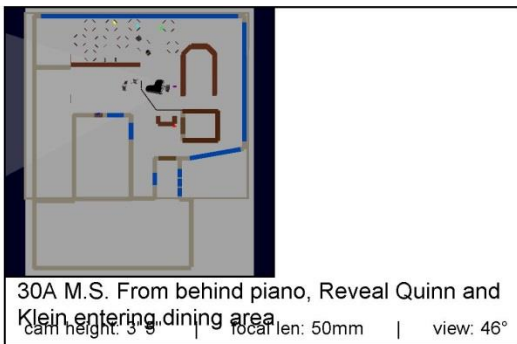 30A M.S. From behind piano, Reveal Quinn and
Klein entering dining area
cam height: 3' 9" | focal len: 50mm | view: 46°